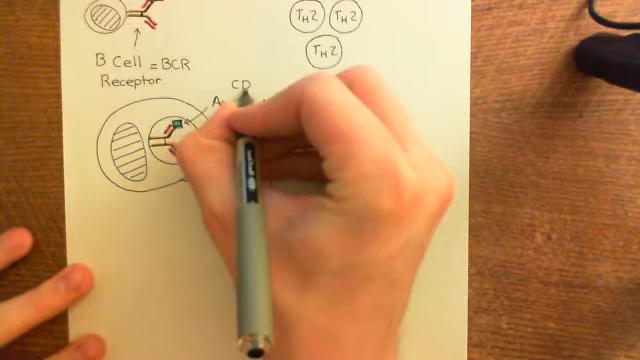 TH2 TH2
TH2
B Cell = BCR
Receptor
CD
A